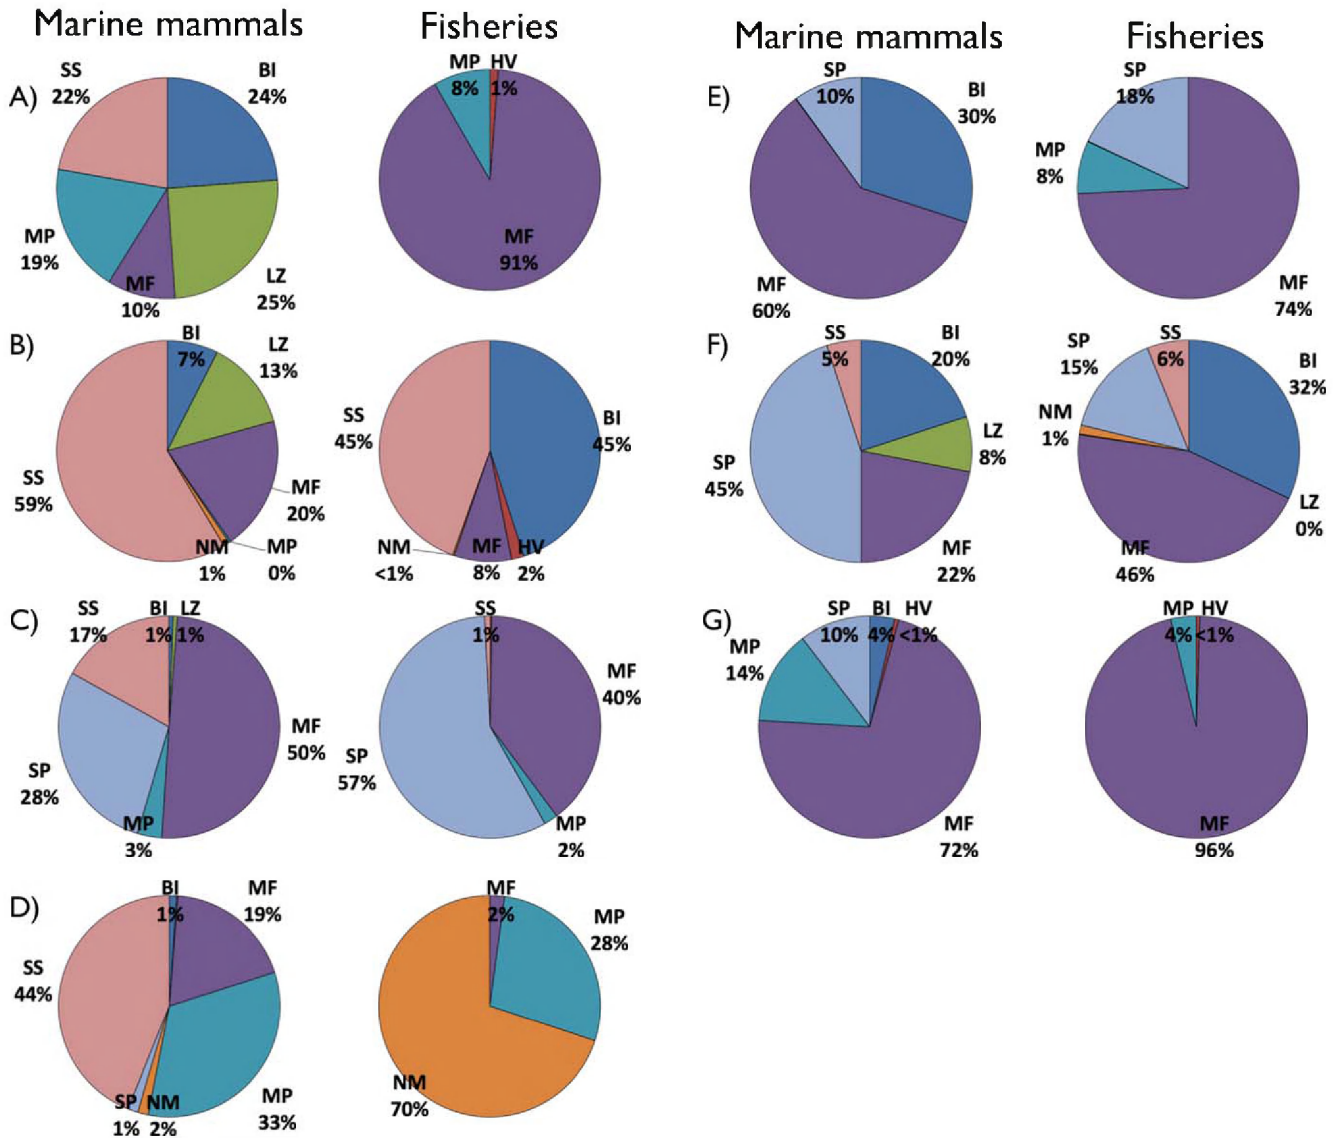 Marine mammals
Fisheries
A)
SS
22%
BI
24%
MP
19%
MF
10%
LZ
25%
MP
8%
HV
1%
MF
91%
B)
BI
7%
LZ
13%
SS
59%
MF
20%
NM
1%
MP
0%
SS
45%
BI
45%
NM
<1%
MF
8%
HV
2%
C)
SS
17%
BI
1%
LZ
1%
MF
50%
SP
28%
MP
3%
SS
1%
MF
40%
SP
57%
MP
2%
D)
BI
1%
MF
19%
SS
44%
SP
1%
NM
2%
MP
33%
MF
2%
MP
28%
NM
70%
Marine mammals
Fisheries
E)
SP
10%
BI
30%
MF
60%
SP
18%
MP
8%
MF
74%
F)
SS
5%
BI
20%
LZ
8%
SP
45%
MF
22%
SP
15%
SS
6%
BI
32%
NM
1%
LZ
0%
MF
46%
G)
SP
10%
BI
4%
HV
<1%
MP
14%
MF
72%
MP
4%
HV
<1%
MF
96%